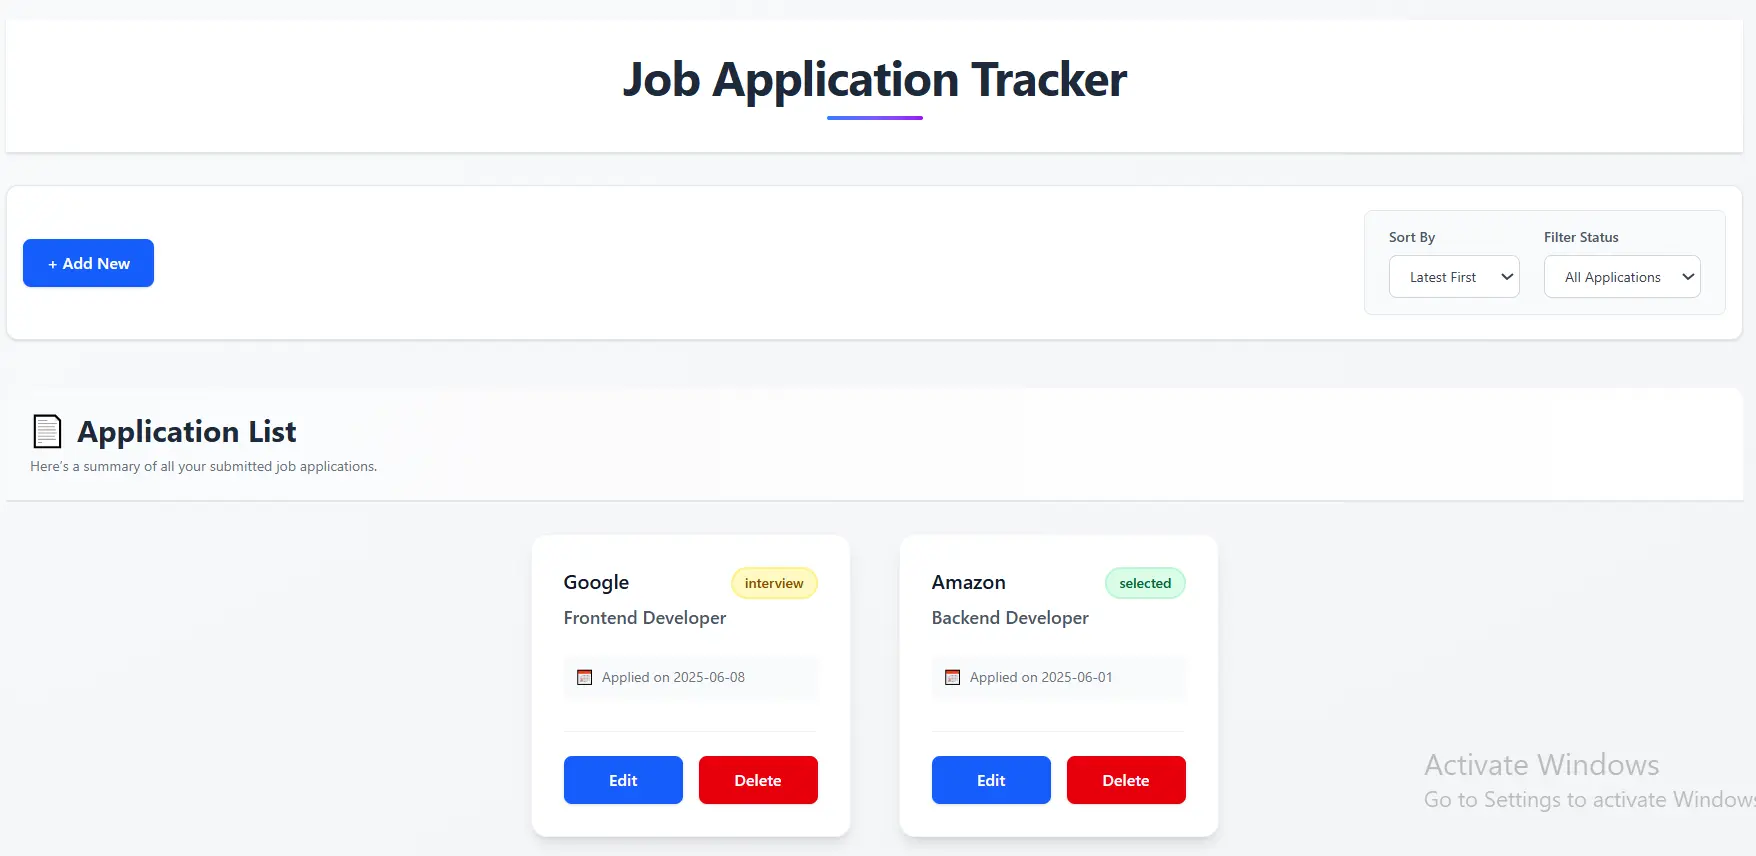 Job Application Tracker
+ Add New
Sort By
Filter Status
Latest First
All Applications
Application List
Here's a summary of all your submitted job applications.
Google
interview
Frontend Developer
Applied on 2025-06-08
Edit
Delete
Amazon
selected
Backend Developer
Applied on 2025-06-01
Edit
Delete
Activate Windows
Go to Settings to activate Windows